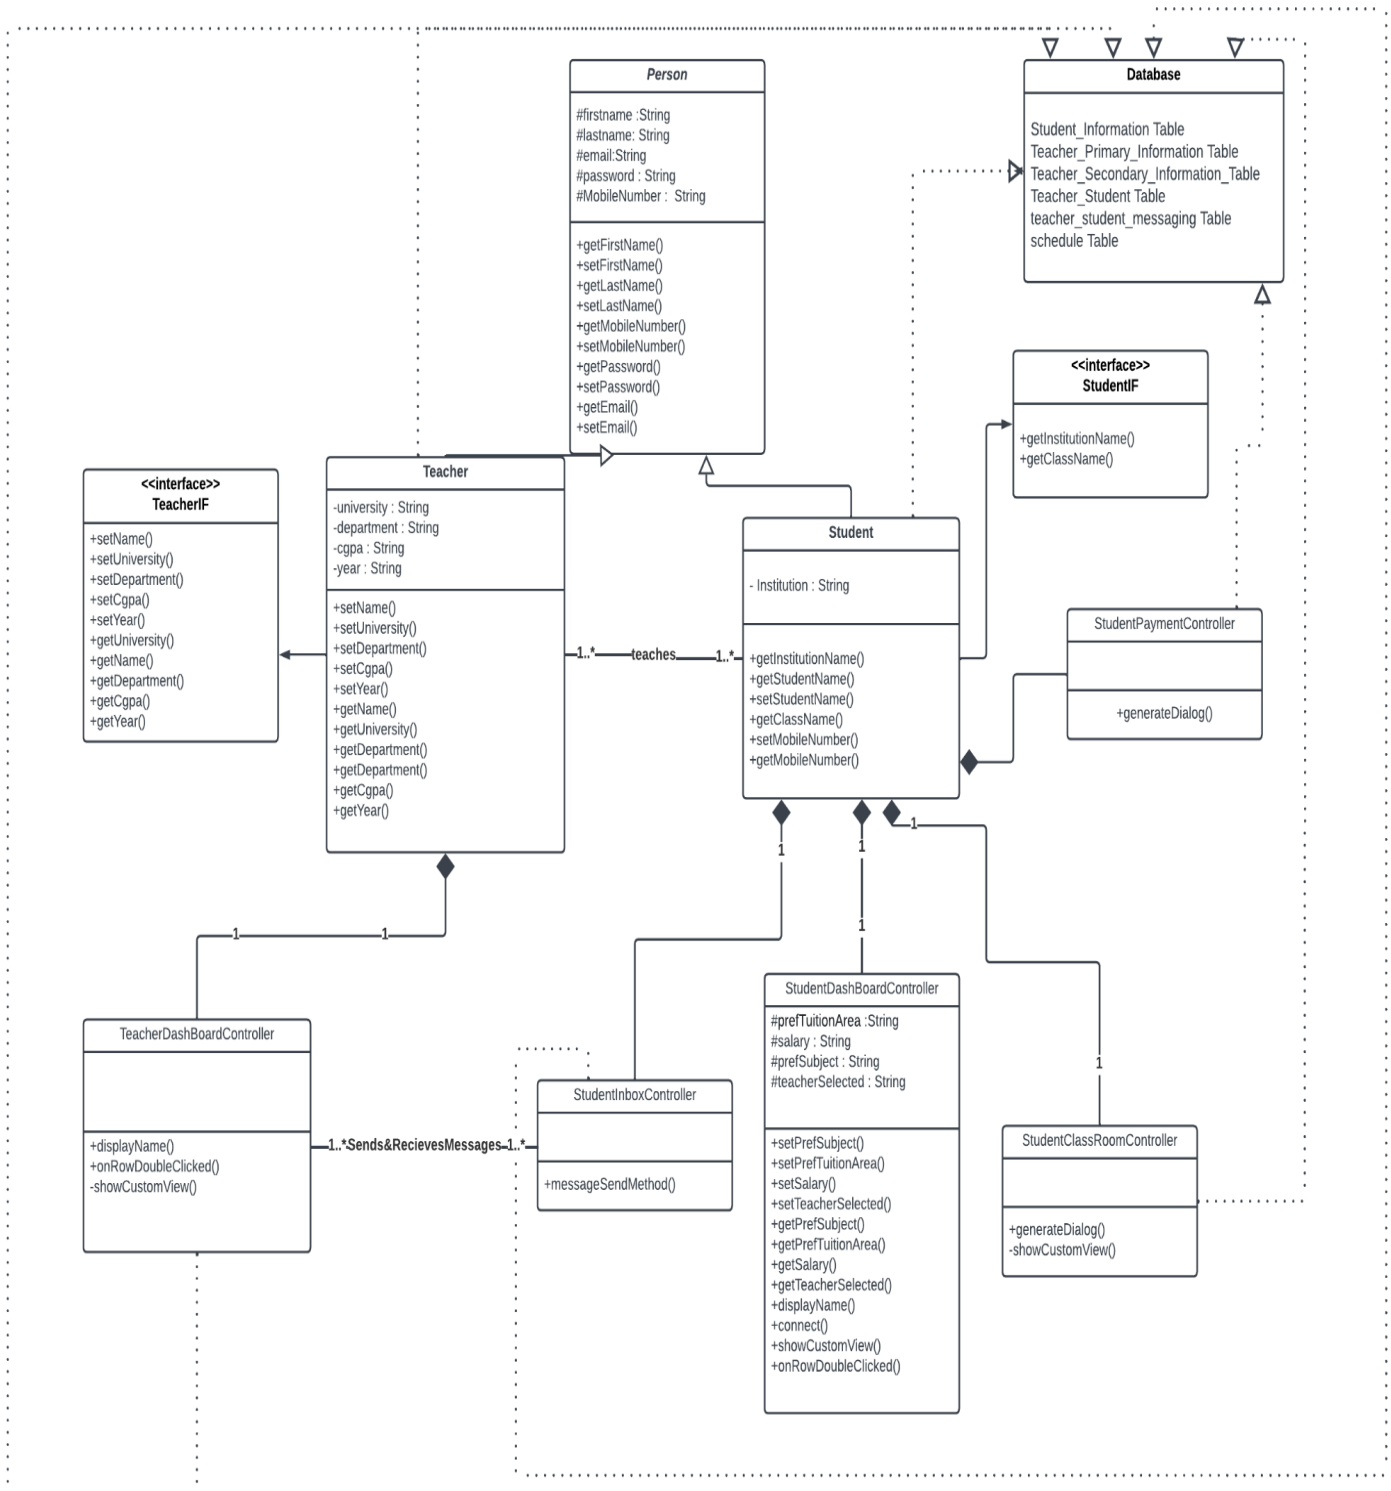 Person
#firstname :String
#lastname: String
#email:String
#password : String
#MobileNumber :  String
+getFirstName()
+setFirstName()
+getLastName()
+setLastName()
+getMobileNumber()
+setMobileNumber()
+getPassword()
+setPassword()
+getEmail()
+setEmail()
Database
Student_Information Table
Teacher_Primary_Information Table
Teacher_Secondary_Information_Table
Teacher_Student Table
teacher_student_messaging Table
schedule Table
<<interface>>
StudentIF
+getInstitutionName()
+getClassName()
<<interface>>
TeacherIF
+setName()
+setUniversity()
+setDepartment()
+setCgpa()
+setYear()
+getUniversity()
+getName()
+getDepartment()
+getCgpa()
+getYear()
Teacher
-university : String
-department : String
-cgpa : String
-year : String
+setName()
+setUniversity()
+setDepartment()
+setCgpa()
+setYear()
+getName()
+getUniversity()
+getDepartment()
+getDepartment()
+getCgpa()
+getYear()
1..* teaches 1..*
Student
- Institution : String
+getInstitutionName()
+getStudentName()
+setStudentName()
+getClassName()
+setMobileNumber()
+getMobileNumber()
StudentPaymentController
+generateDialog()
1
1
1
1
1
1
1
TeacherDashBoardController
+displayName()
+onRowDoubleClicked()
-showCustomView()
1..*Sends&RecievesMessages 1..*
StudentInboxController
+messageSendMethod()
StudentDashBoardController
#prefTuitionArea :String
#salary : String
#prefSubject : String
#teacherSelected : String
+setPrefSubject()
+setPrefTuitionArea()
+setSalary()
+setTeacherSelected()
+getPrefSubject()
+getPrefTuitionArea()
+getSalary()
+getTeacherSelected()
+displayName()
+connect()
+showCustomView()
+onRowDoubleClicked()
StudentClassRoomController
+generateDialog()
-showCustomView()